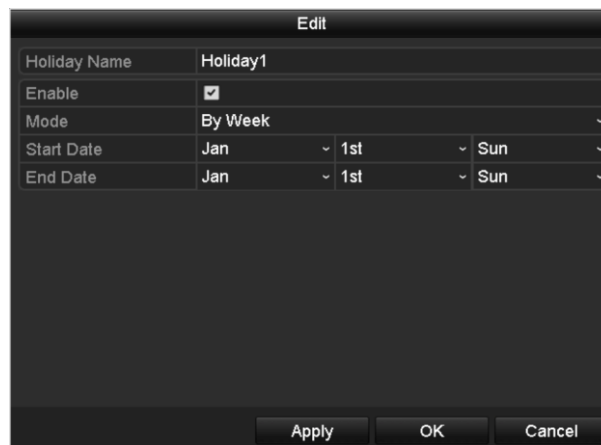 Edit
Holiday Name Holiday1
Enable
Mode By Week
Start Date Jan 1st Sun
End Date Jan 1st Sun
Apply OK Cancel